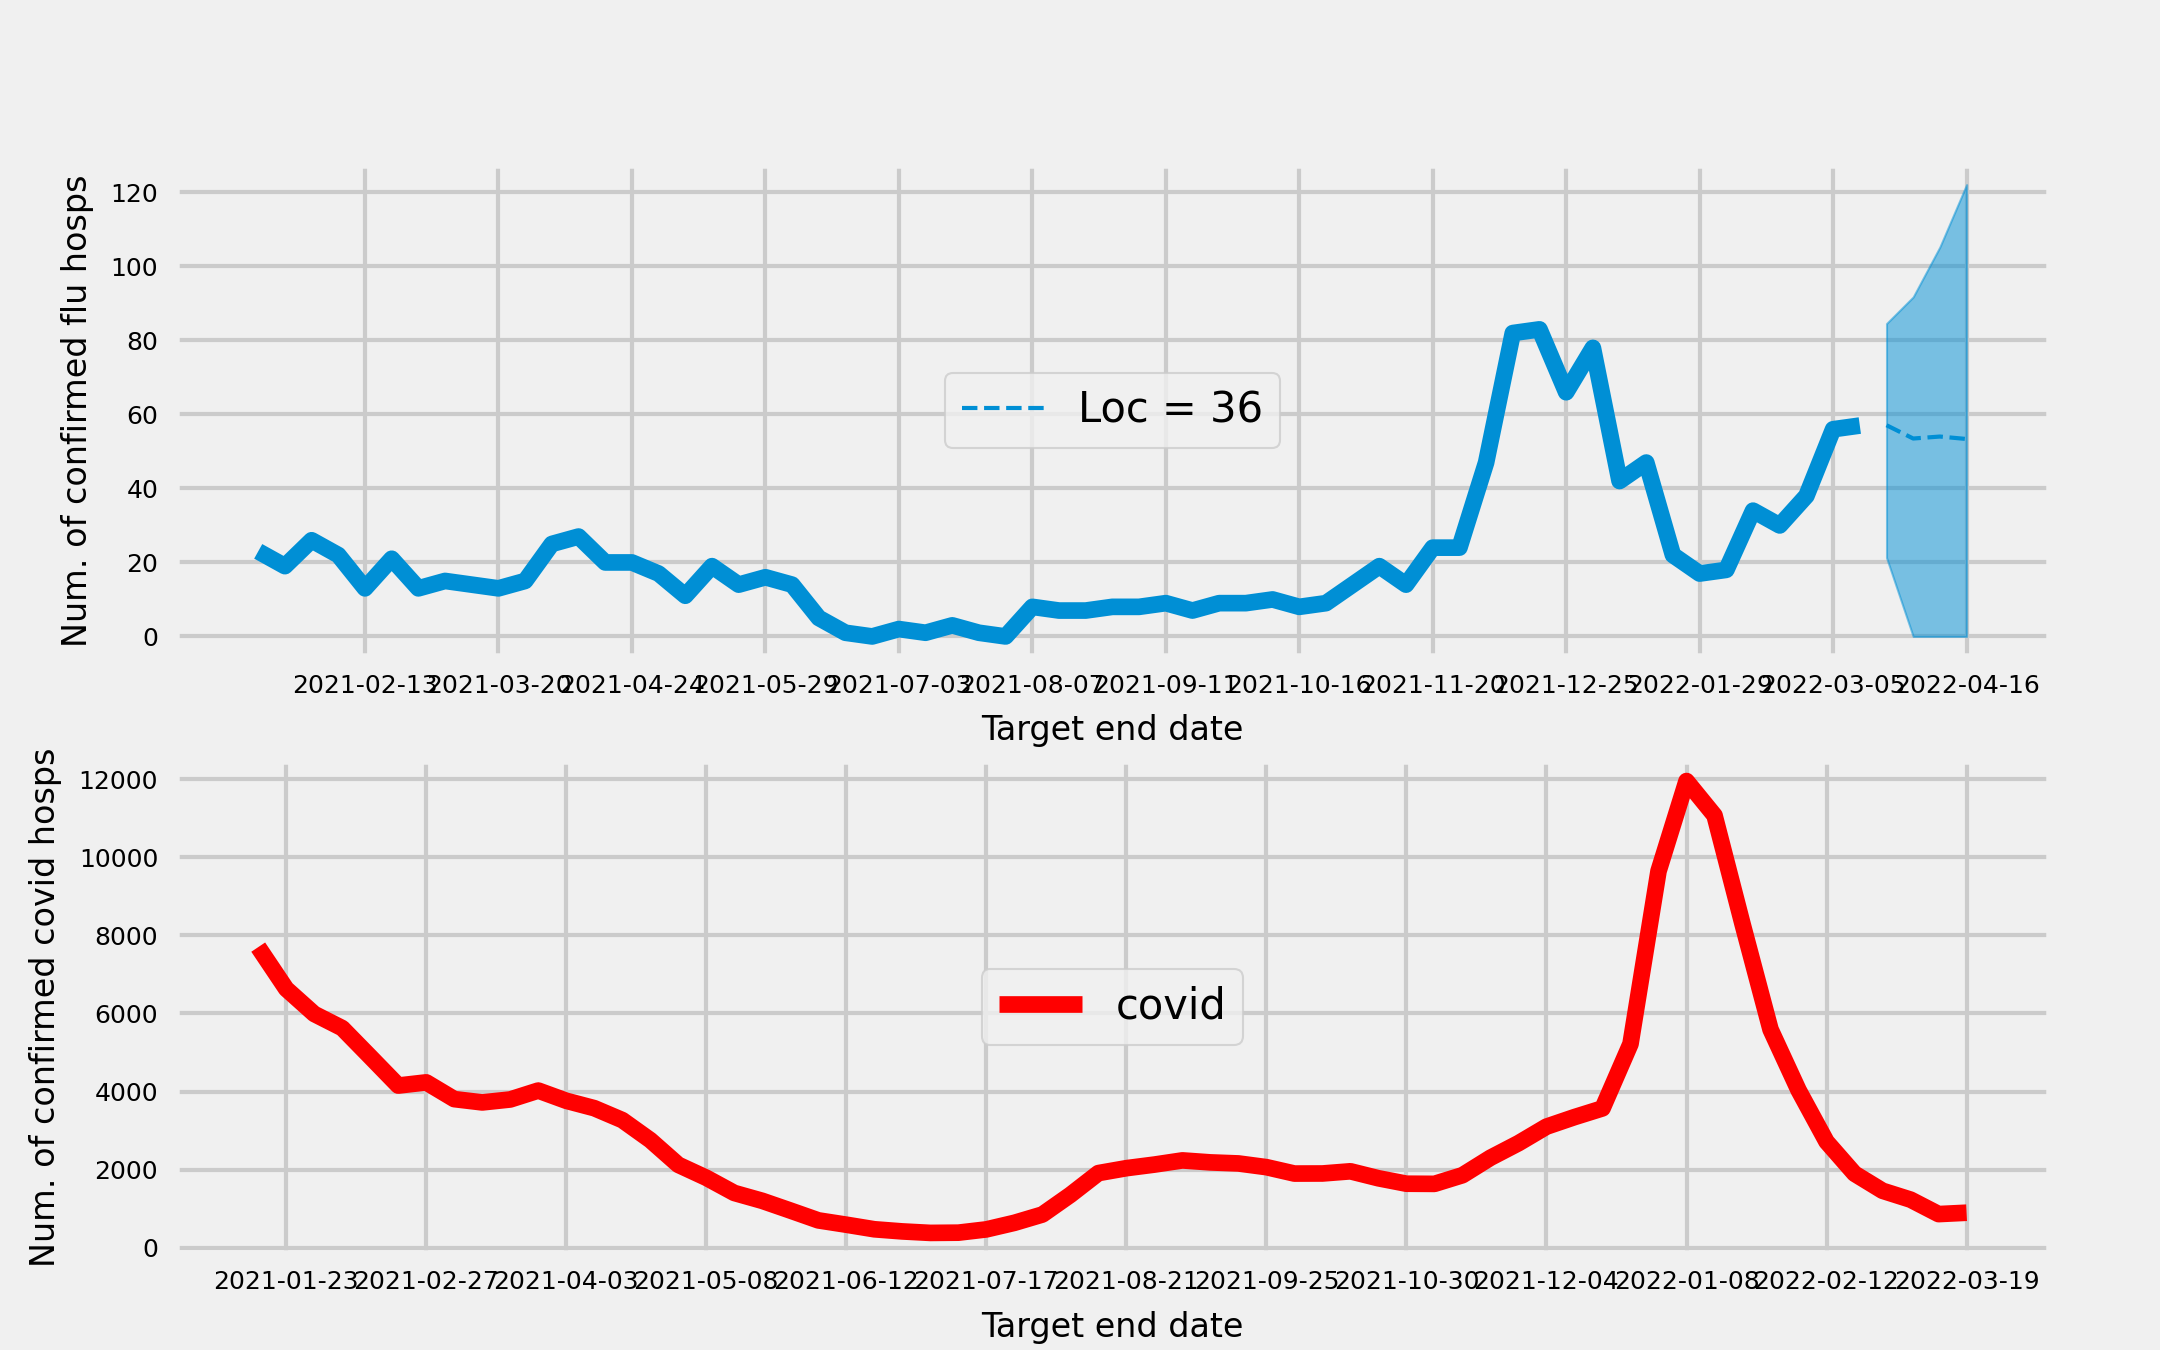 Num. of confirmed flu hosps
120
100
80
60
40
20
0
Loc = 36
2021-02-13 2021-03-20 2021-04-24 2021-05-29 2021-07-03 2021-08-07 2021-09-11 2021-10-16 2021-11-20 2021-12-25 2022-01-29 2022-03-05 2022-04-16
Target end date
Num. of confirmed covid hosps
12000
10000
8000
6000
4000
2000
0
covid
2021-01-23 2021-02-27 2021-04-03 2021-05-08 2021-06-12 2021-07-17 2021-08-21 2021-09-25 2021-10-30 2021-12-04 2022-01-08 2022-02-12 2022-03-19
Target end date